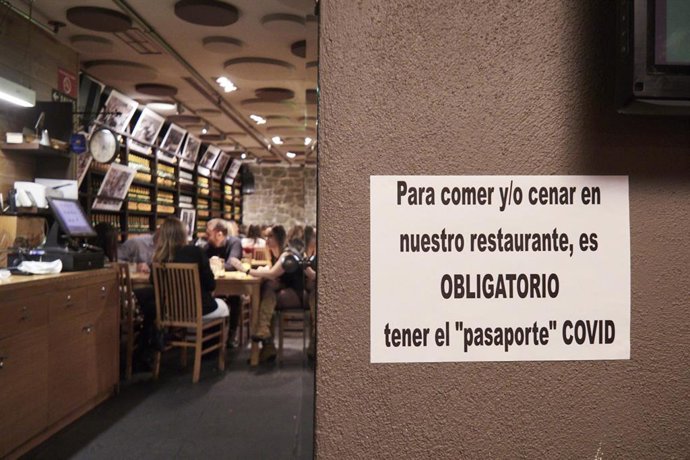 Para comer y/o cenar en
nuestro restaurante, es
OBLIGATORIO
tener el "pasaporte" COVID